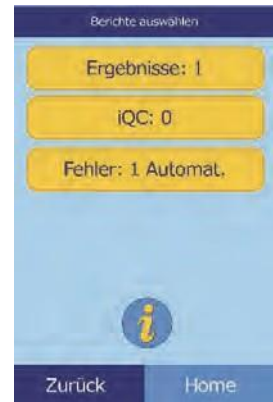 Berichte auswählen
Ergebnisse: 1
iQC: 0
Fehler: 1 Automat.
i
Zurück Home